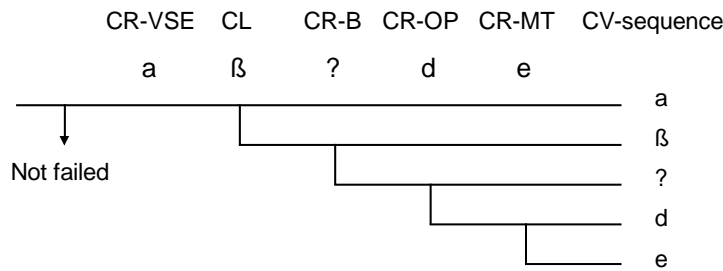 CR-VSE CL CR-B CR-OP CR-MT CV-sequence
a ß ? d e
a
ß
Not failed
?
d
e